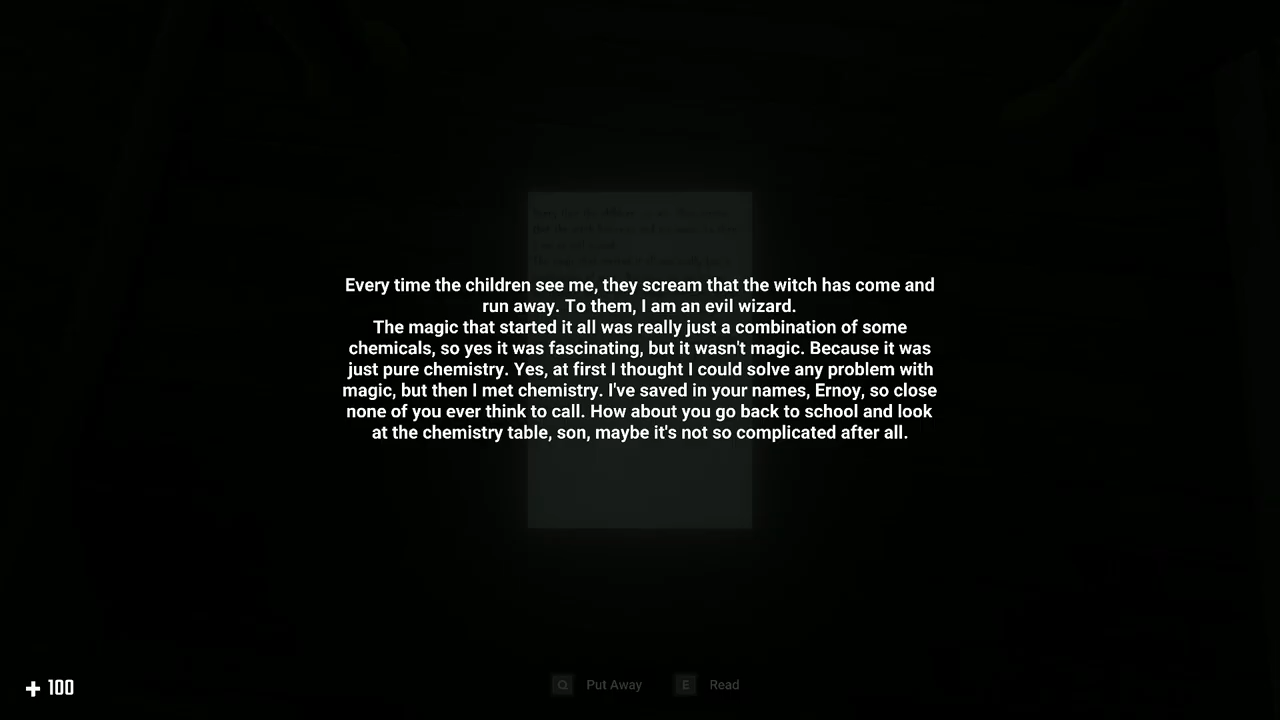 Every time the children see me, they scream that the witch has come and
run away. To them, I am an evil wizard.
The magic that started it all was really just a combination of some
chemicals, so yes it was fascinating, but it wasn't magic. Because it was
just pure chemistry. Yes, at first I thought I could solve any problem with
magic, but then I met chemistry. I've saved in your names, Ernoy, so close
none of you ever think to call. How about you go back to school and look
at the chemistry table, son, maybe it's not so complicated after all.
+ 100
Q Put Away E Read